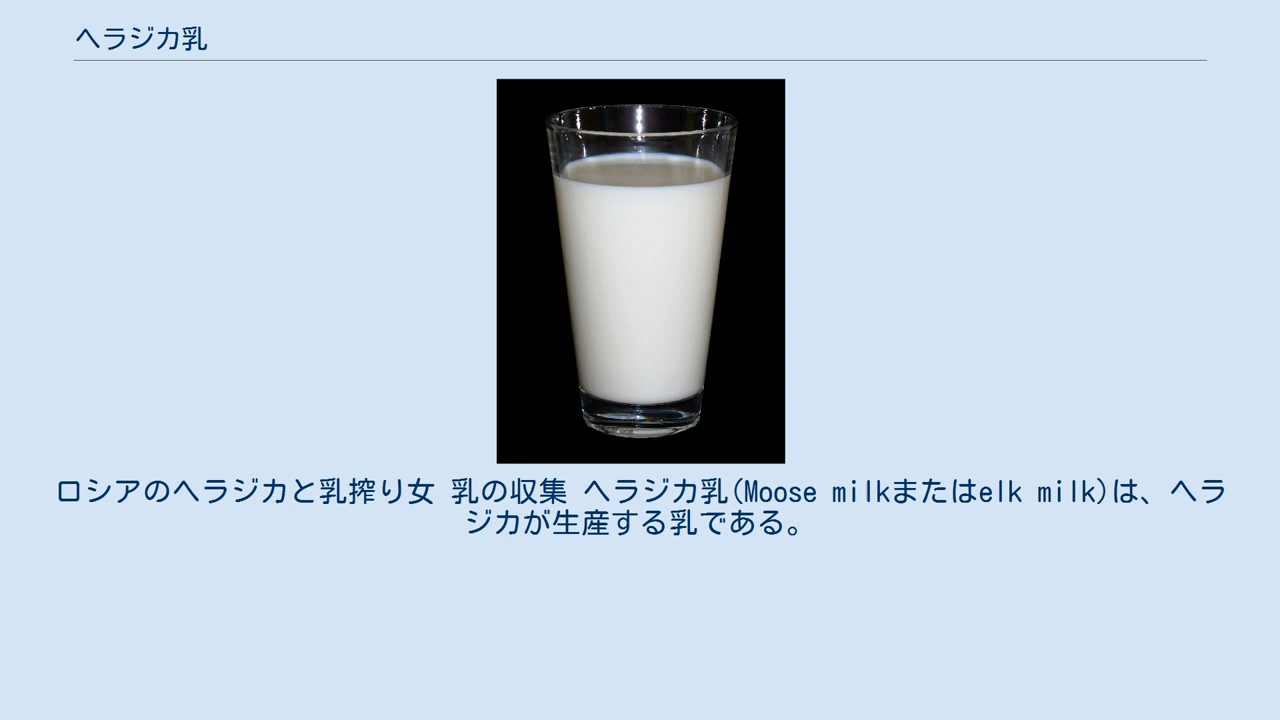 ヘラジカ乳
ロシアのヘラジカと乳搾り女 乳の収集 ヘラジカ乳(Moose milkまたはelk milk)は、ヘラ
ジカが生産する乳である。